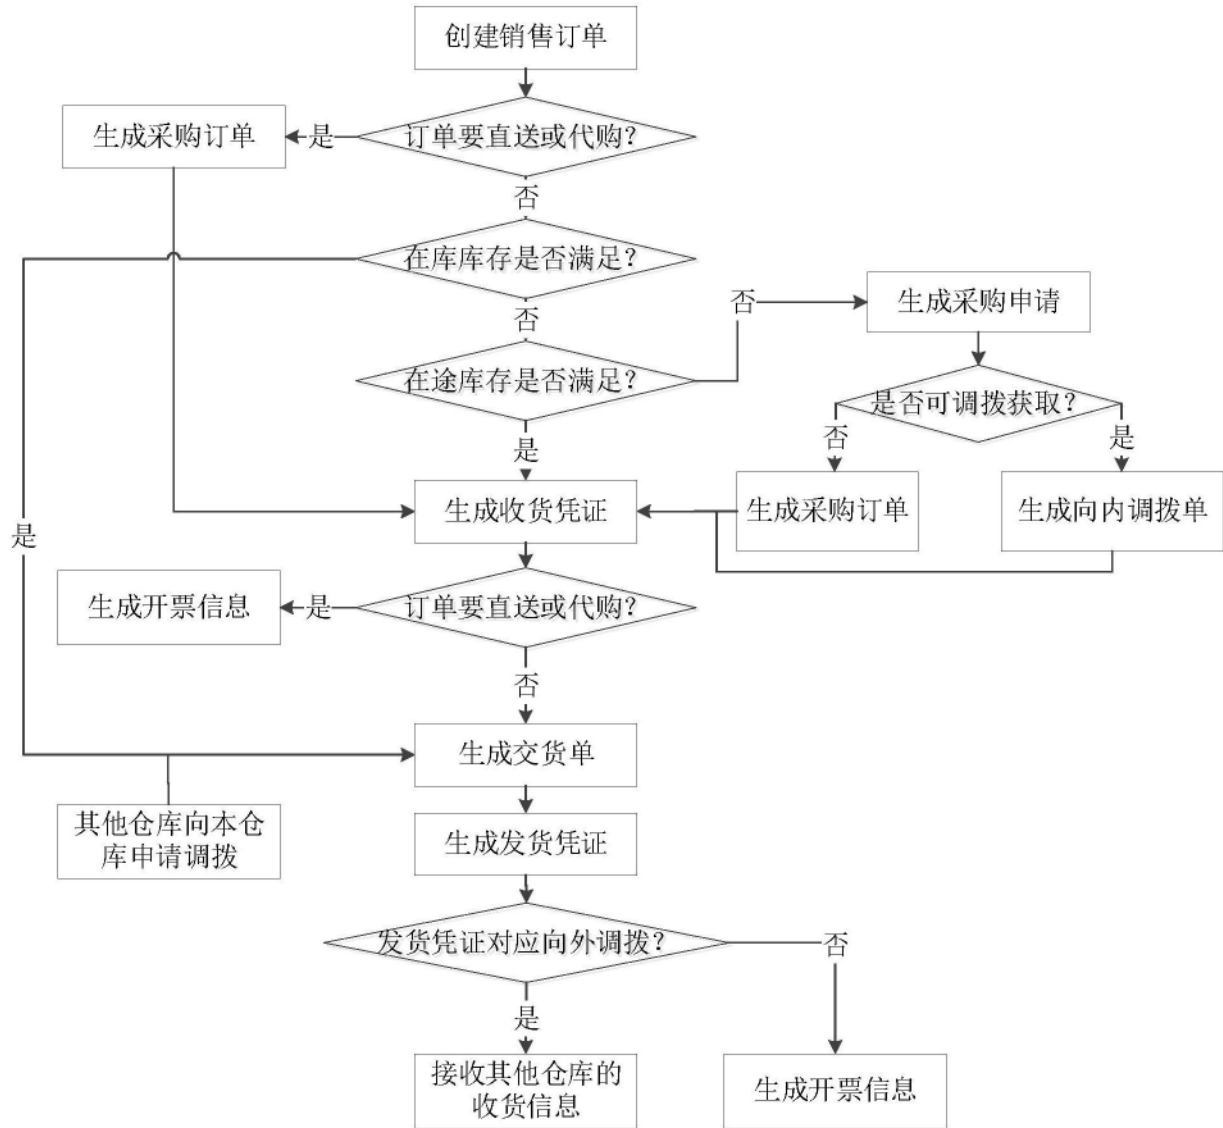 创建销售订单
生成采购订单
是
订单要直送或代购?
否
在库库存是否满足?
否
生成采购申请
否
在途库存是否满足?
是否可调拨获取?
否
是
是
生成收货凭证
生成采购订单
生成向内调拨单
是
生成开票信息
是
订单要直送或代购?
否
生成交货单
其他仓库向本仓
库申请调拨
生成发货凭证
发货凭证对应向外调拨?
否
是
接收其他仓库的
收货信息
生成开票信息